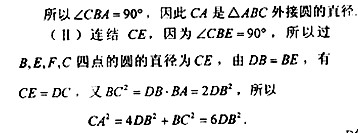 所以∠CBA=90°，因此 CA 是△ABC 外接圆的直径.
(Ⅱ) 连结 CE，因为∠CBE=90°，所以过
B,E,F,C 四点的圆的直径为 CE，由 DB=BE，有
CE=DC，又 BC²=DB·BA=2DB²，所以
CA²=4DB²+BC²=6DB².